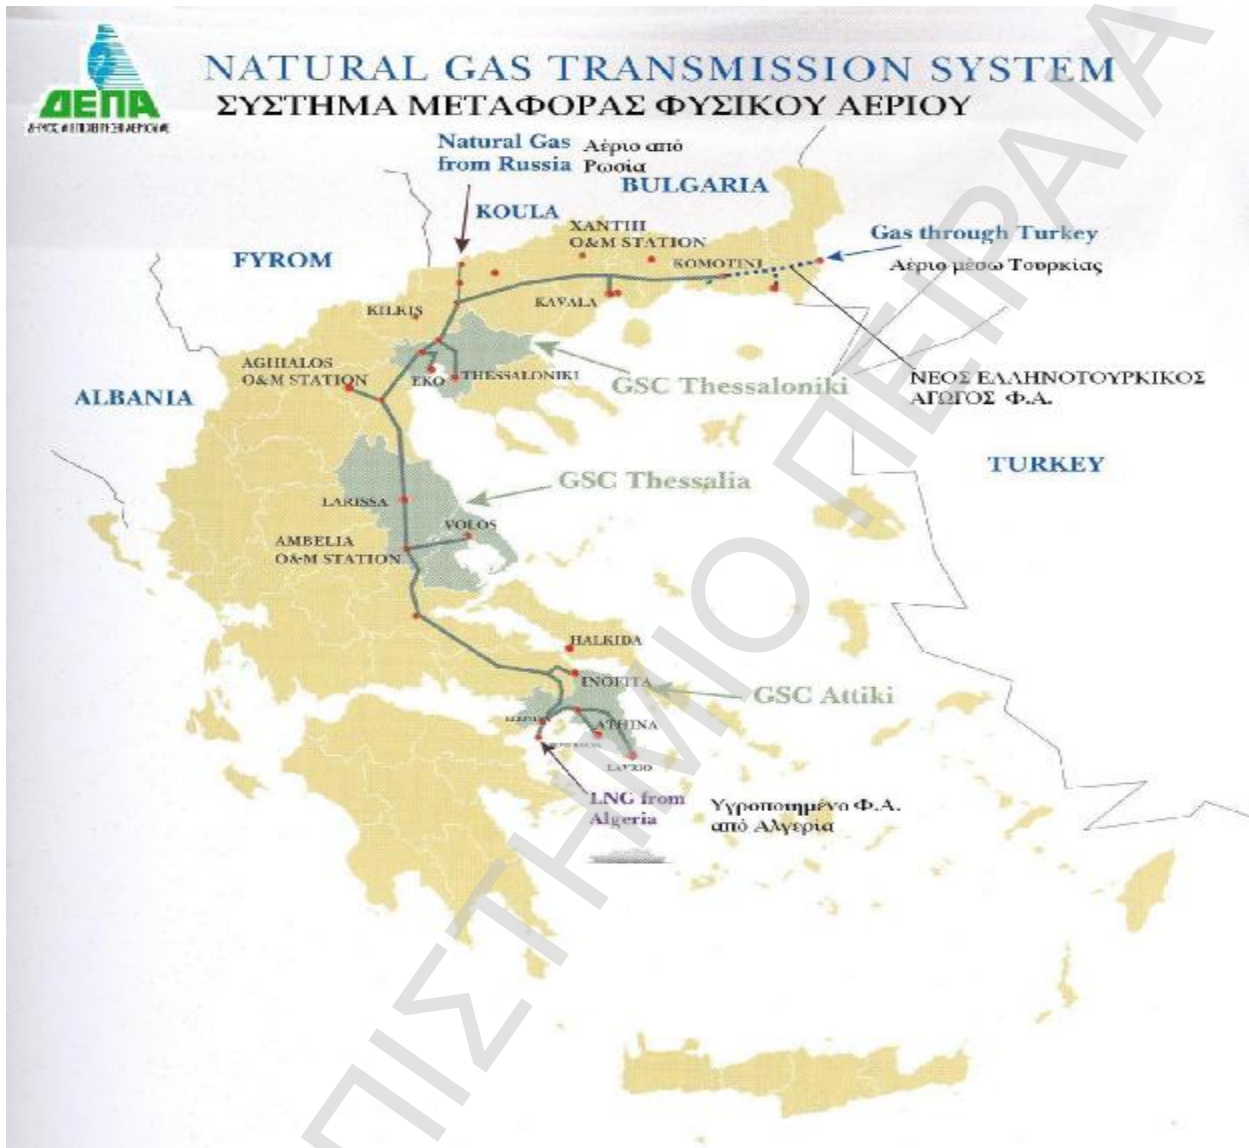 ΔΕΠΑ
NATURAL GAS TRANSMISSION SYSTEM
ΣΥΣΤΗΜΑ ΜΕΤΑΦΟΡΑΣ ΦΥΣΙΚΟΥ ΑΕΡΙΟΥ
Natural Gas
from Russia
Αέριο από
Ρωσία
BULGARIA
KOULA
XANTHI
O&M STATION
Gas through Turkey
FYROM
KOMOTINI
Αέριο μέσω Τουρκίας
KAVALA
KILKIS
AGHIALOS
O&M STATION
EKO
THESSALONIKI
GSC Thessaloniki
ΝΕΟΣ ΕΛΛΗΝΟΤΟΥΡΚΙΚΟΣ
ΑΓΩΓΟΣ Φ.Α.
ALBANIA
TURKEY
GSC Thessalia
LARISSA
VOLOS
AMBELIA
O&M STATION
HALKIDA
INOFITA
GSC Attiki
ATHINA
LAVRIO
LNG from
Algeria
Υγροποιημένο Φ.Α.
από Αλγερία
ΠΙΣΤΗΜΙΟ ΠΕΙΡΑΙΑ